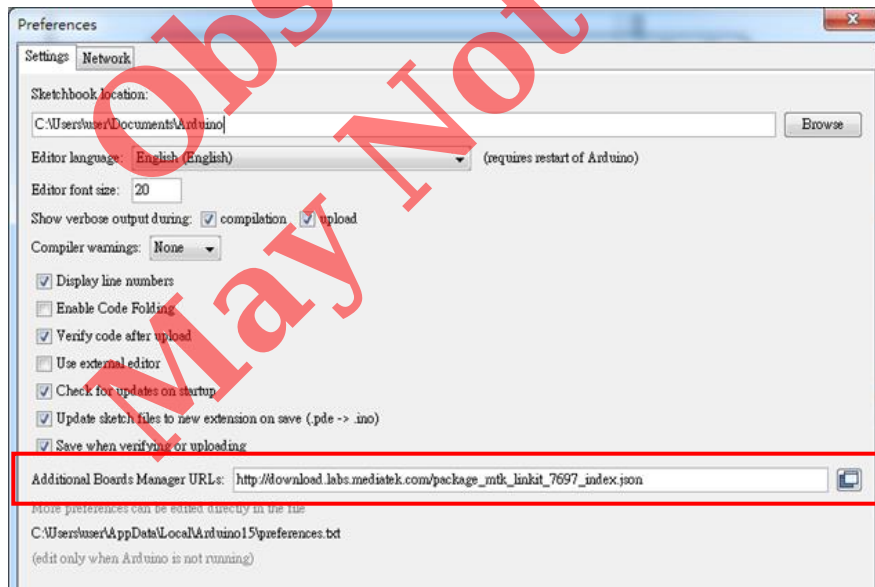 Preferences
x
Settings Network
Sketchbook location:
C:\Users\user\Documents\Arduino
Browse
Editor language: English (English) (requires restart of Arduino)
Editor font size: 20
Show verbose output during: compilation upload
Compiler warnings: None
Display line numbers
Enable Code Folding
Verify code after upload
Use external editor
Check for updates on startup
Update sketch files to new extension on save (.pde -> .ino)
Save when verifying or uploading
Additional Boards Manager URLs: http://download.labs.mediatek.com/package_mtk_linkit_7697_index.json
More preferences can be edited directly in the file
C:\Users\user\AppData\Local\Arduino15\preferences.txt
(edit only when Arduino is not running)
Obs
May Not